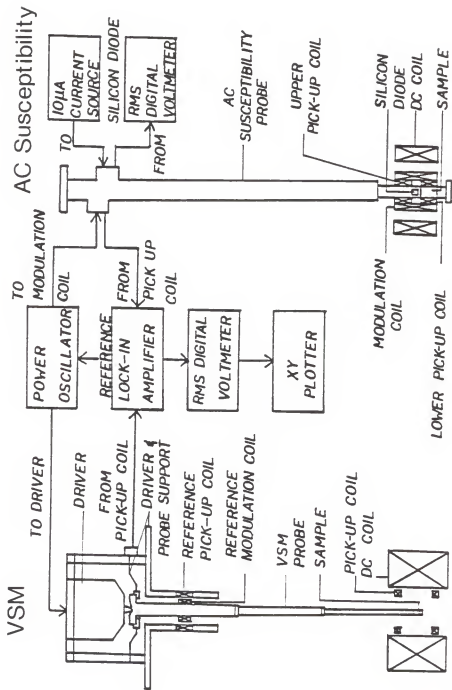 VSM
AC Susceptibility
TO DRIVER
DRIVER
FROM
PICK-UP COIL
DRIVER &
PROBE SUPPORT
REFERENCE
PICK-UP COIL
REFERENCE
MODULATION COIL
VSM
PROBE
SAMPLE
PICK-UP COIL
DC COIL
POWER
OSCILLATOR
REFERENCE
LOCK-IN
AMPLIFIER
RMS DIGITAL
VOLTMETER
XY
PLOTTER
TO
MODULATION
COIL
FROM
PICK UP
COIL
10μA
CURRENT
SOURCE
TO
SILICON DIODE
FROM
RMS
DIGITAL
VOLTMETER
AC
SUSCEPTIBILITY
PROBE
UPPER
PICK-UP COIL
SILICON
DIODE
DC COIL
SAMPLE
MODULATION
COIL
LOWER PICK-UP COIL